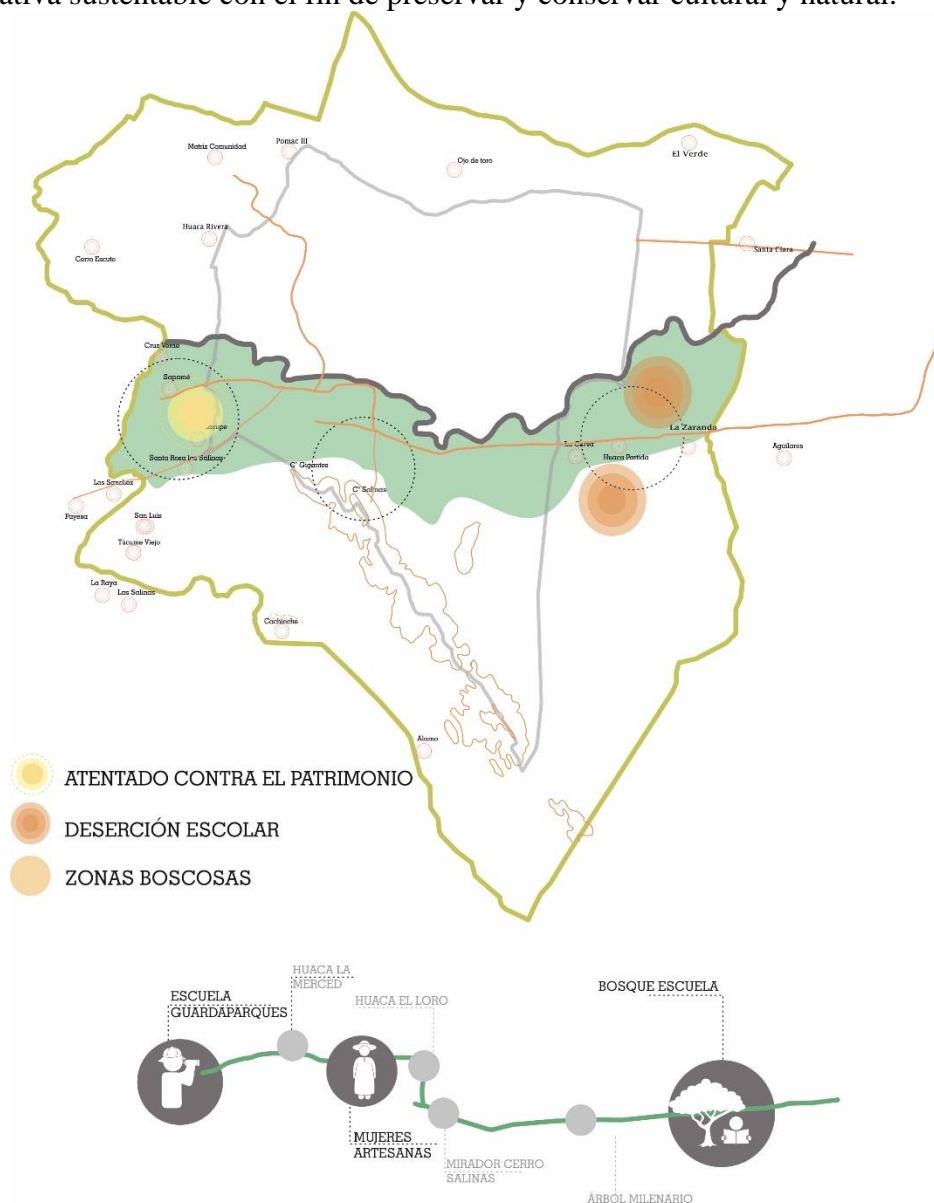 ativa sustentable con el fin de preservar y conservar cultural y natural.
Pomac III
Matriz Comunidad
El Verde
Ojo de toro
Huaca Rivera
Santa Clara
Cerro Escuto
Cruz Verde
Sapamé
La Zaranda
Santa Rosa las Salinas
C° Gigantes
La Curva
Huaca Partida
Aguilares
C° Salinas
Los Sanchez
Payesa
San Luis
Túcume Viejo
La Raya
Las Salinas
Cachinche
Alamo
ATENTADO CONTRA EL PATRIMONIO
DESERCIÓN ESCOLAR
ZONAS BOSCOSAS
HUACA LA
MERCED
ESCUELA
GUARDAPARQUES
HUACA EL LORO
BOSQUE ESCUELA
MUJERES
ARTESANAS
MIRADOR CERRO
SALINAS
ÁRBOL MILENARIO